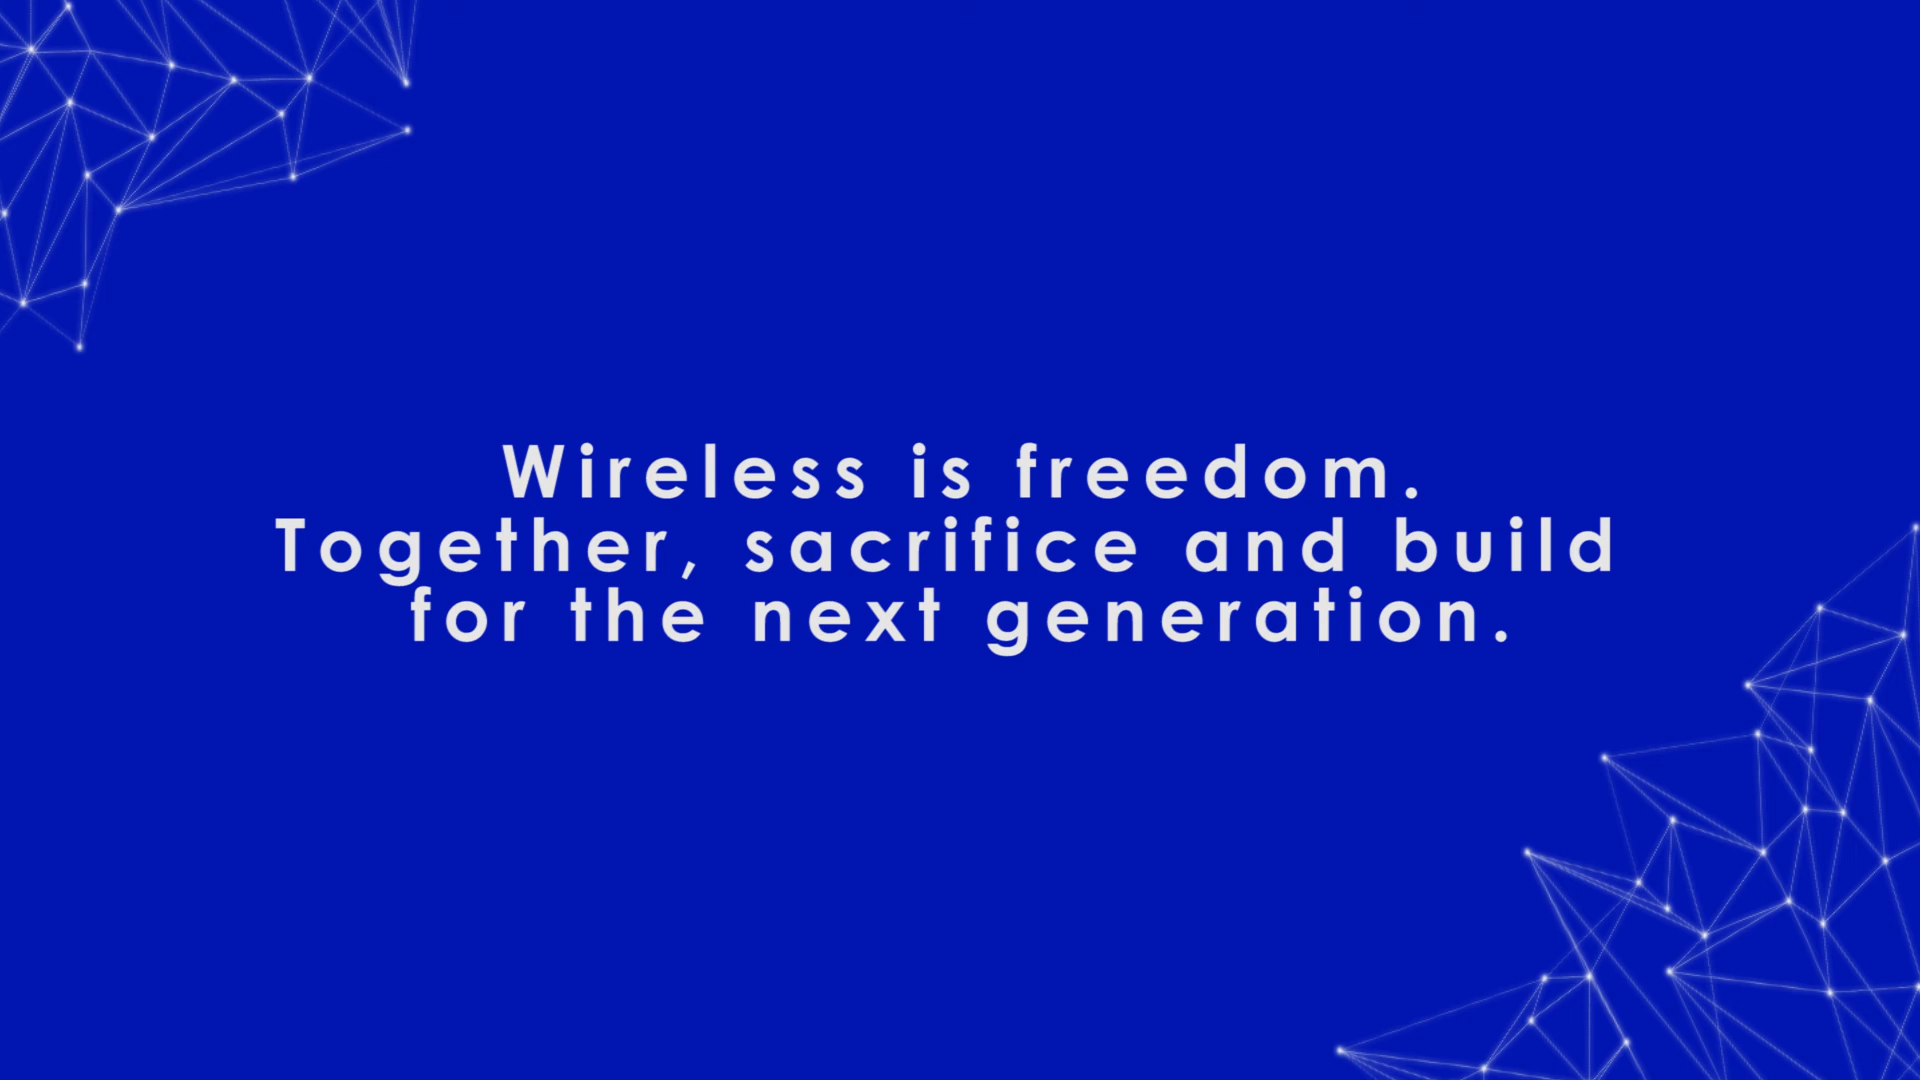 Wireless is freedom.
Together, sacrifice and build
for the next generation.